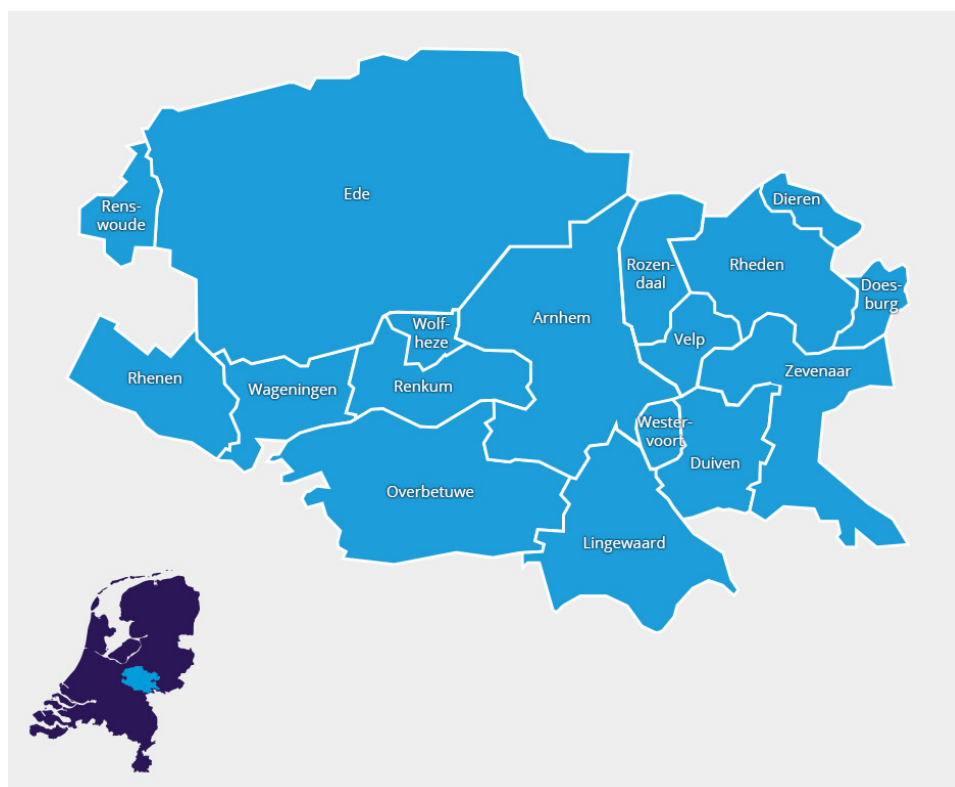 Ede
Dieren
Rens-
woude
Rozen-
daal
Rheden
Does-
burg
Arnhem
Wolf-
heze
Velp
Rhenen
Wageningen
Renkum
Zevenaar
Wester-
voort
Duiven
Overbetuwe
Lingewaard